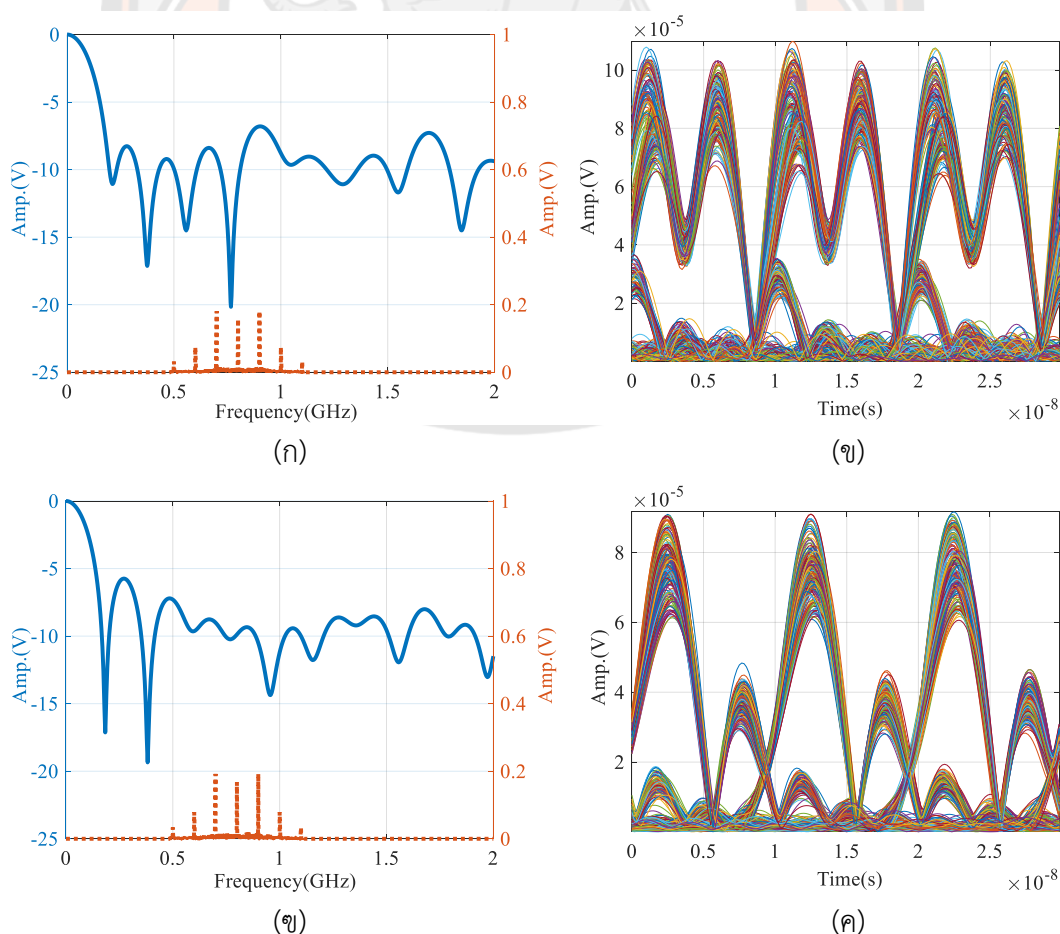 0
-5
-10
-15
-20
-25
Amp.(V)
1
0.8
0.6
0.4
0.2
0
Amp.(V)
0 0.5 1 1.5 2
Frequency(GHz)
(ก)
×10-5
10
8
6
4
2
Amp.(V)
0 0.5 1 1.5 2 2.5
Time(s)
×10-8
(ข)
0
-5
-10
-15
-20
-25
Amp.(V)
1
0.8
0.6
0.4
0.2
0
Amp.(V)
0 0.5 1 1.5 2
Frequency(GHz)
(ฃ)
×10-5
8
6
4
2
Amp.(V)
0 0.5 1 1.5 2 2.5
Time(s)
×10-8
(ค)